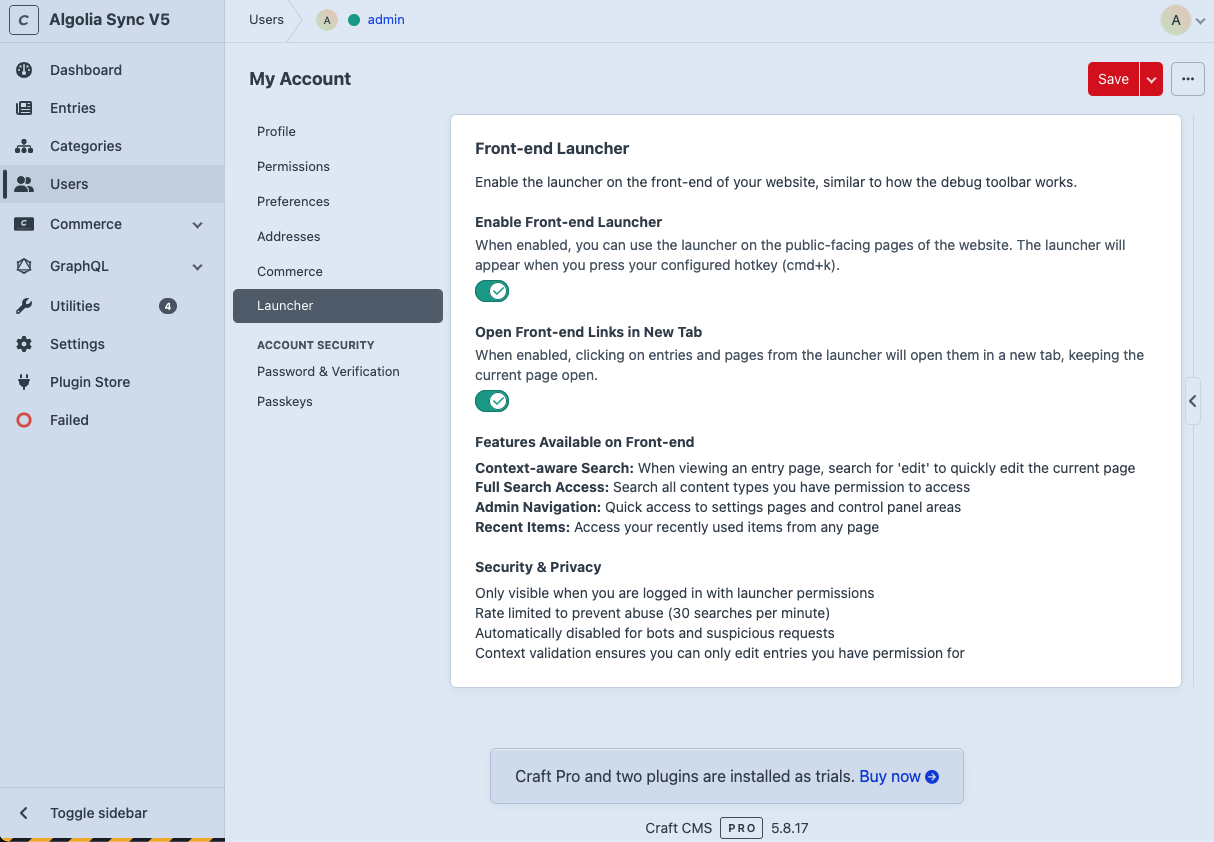 C Algolia Sync V5
Users
A admin
A
Dashboard
Entries
Categories
Users
Commerce
GraphQL
Utilities 4
Settings
Plugin Store
Failed
Toggle sidebar
My Account
Save
Profile
Permissions
Preferences
Addresses
Commerce
Launcher
ACCOUNT SECURITY
Password & Verification
Passkeys
Front-end Launcher
Enable the launcher on the front-end of your website, similar to how the debug toolbar works.
Enable Front-end Launcher
When enabled, you can use the launcher on the public-facing pages of the website. The launcher will
appear when you press your configured hotkey (cmd+k).
Open Front-end Links in New Tab
When enabled, clicking on entries and pages from the launcher will open them in a new tab, keeping the
current page open.
Features Available on Front-end
Context-aware Search: When viewing an entry page, search for 'edit' to quickly edit the current page
Full Search Access: Search all content types you have permission to access
Admin Navigation: Quick access to settings pages and control panel areas
Recent Items: Access your recently used items from any page
Security & Privacy
Only visible when you are logged in with launcher permissions
Rate limited to prevent abuse (30 searches per minute)
Automatically disabled for bots and suspicious requests
Context validation ensures you can only edit entries you have permission for
Craft Pro and two plugins are installed as trials. Buy now
Craft CMS PRO 5.8.17